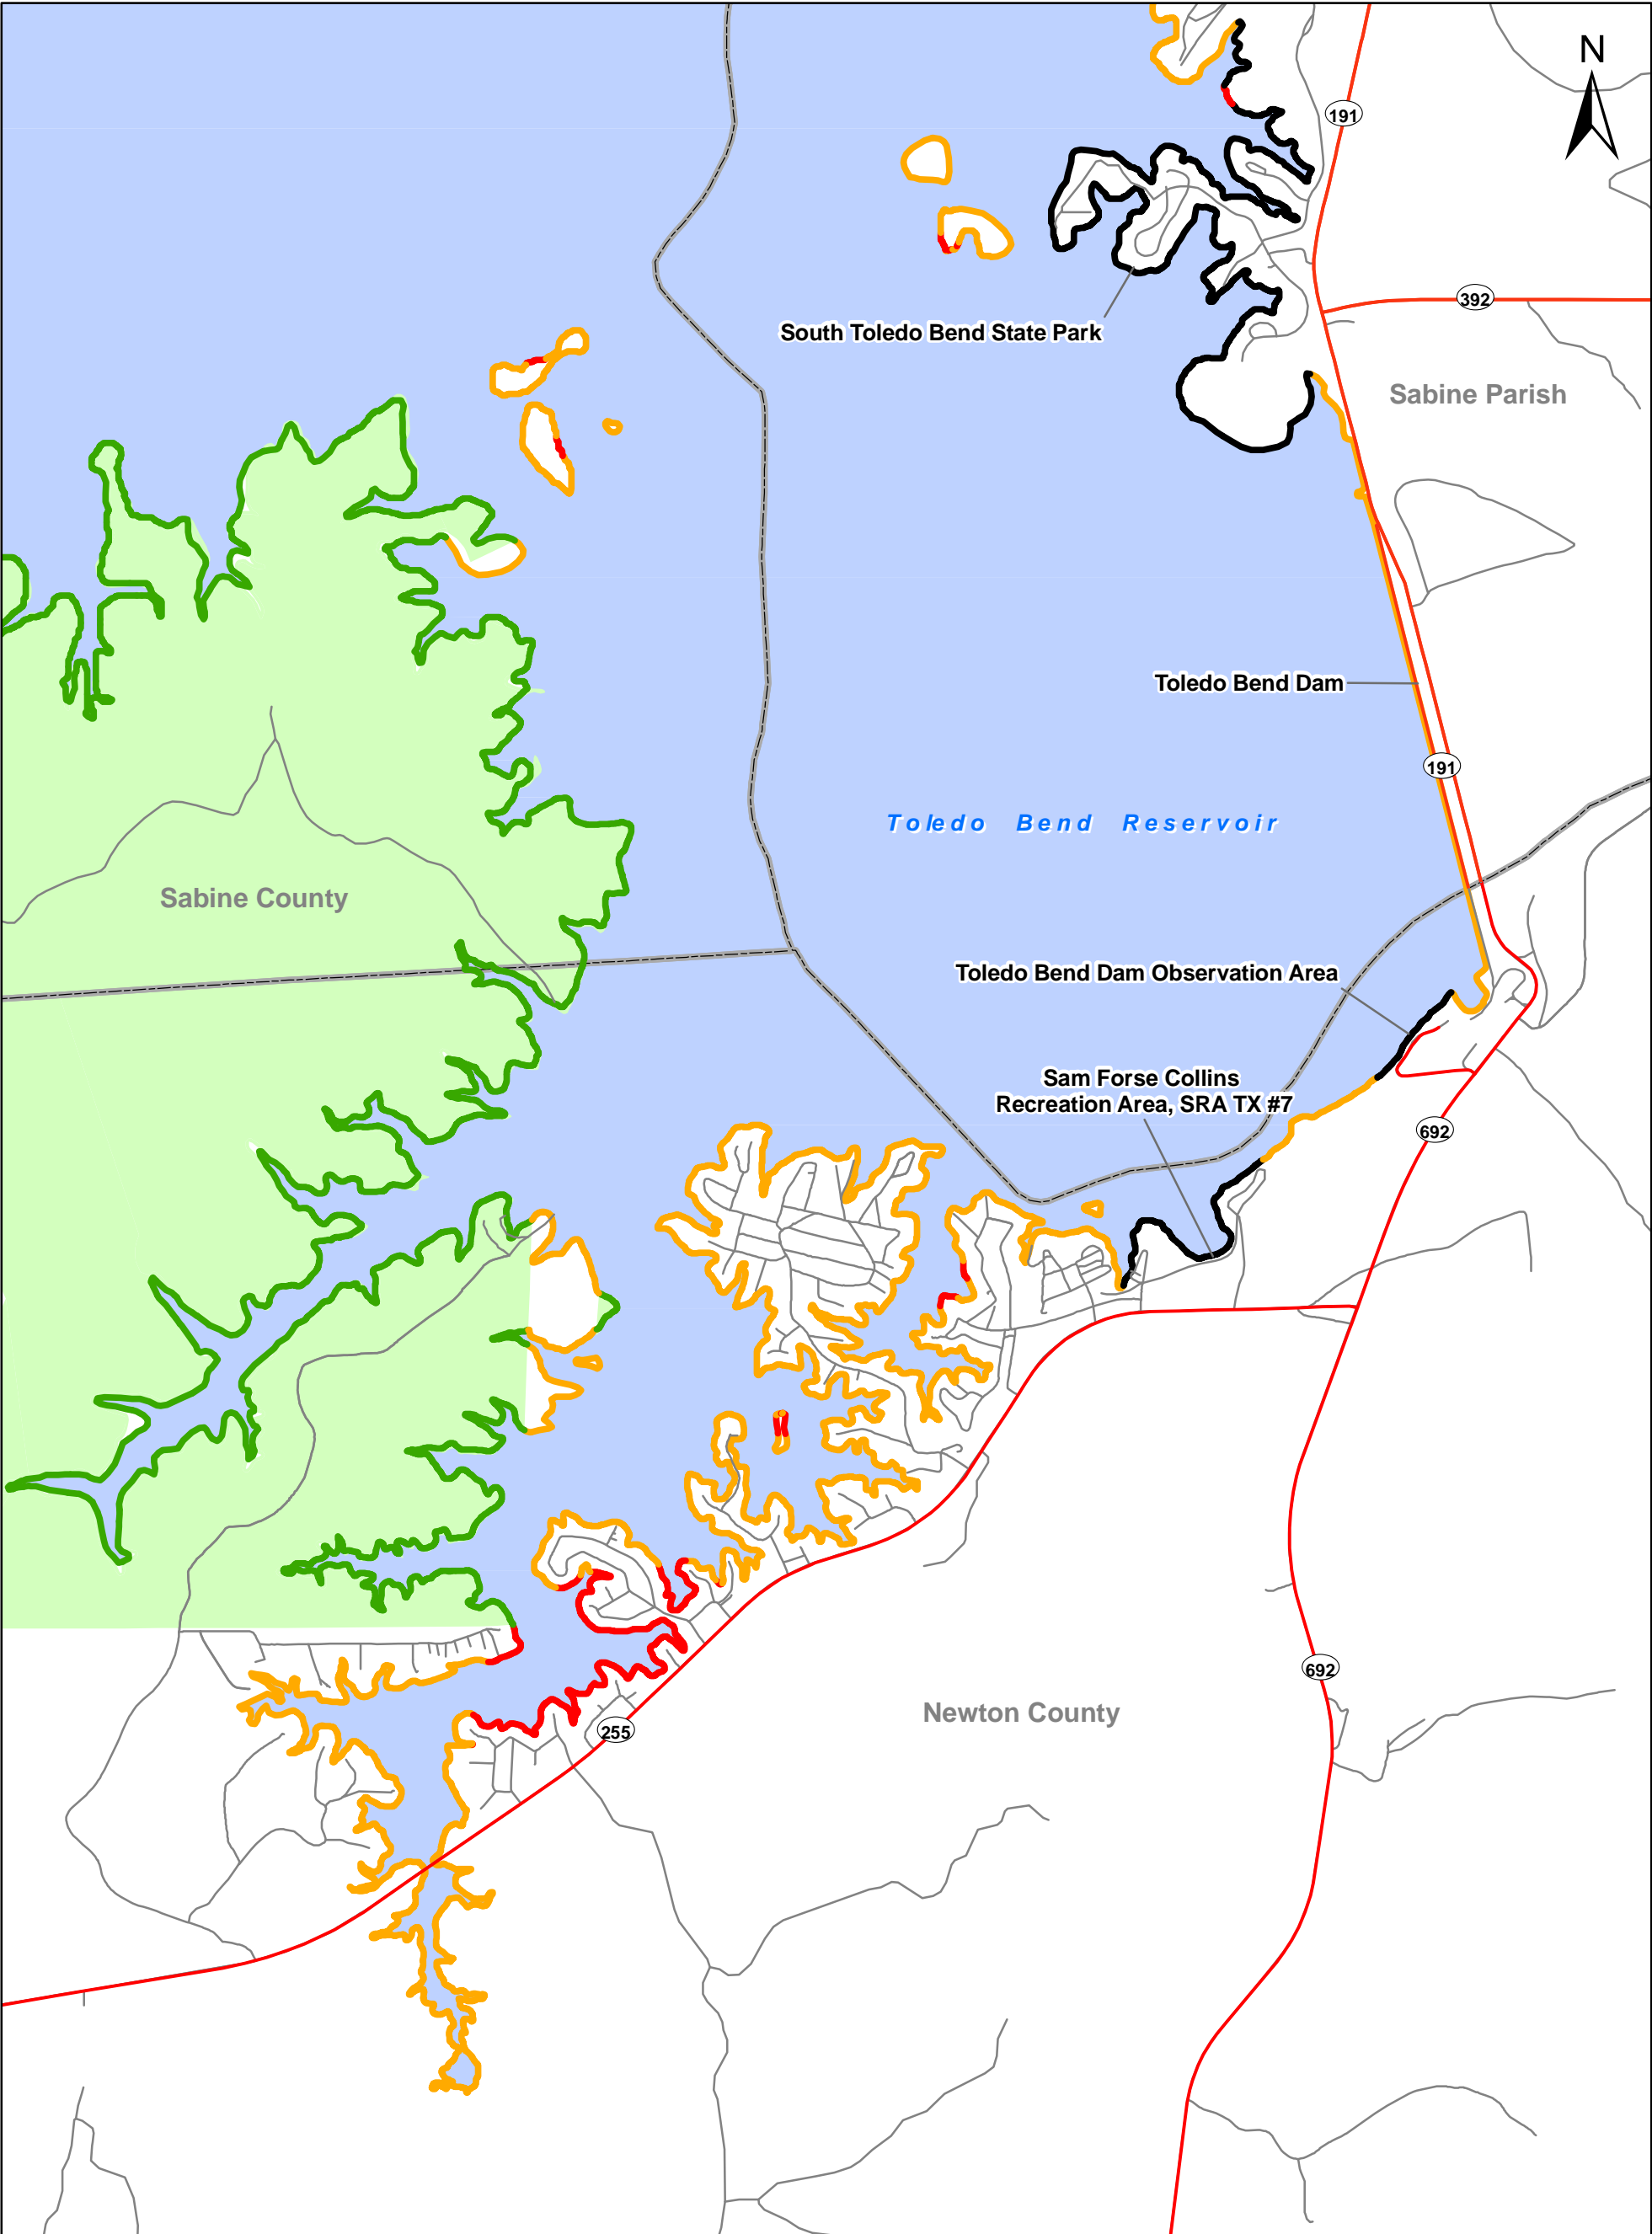 N
191
392
South Toledo Bend State Park
Sabine Parish
Toledo Bend Dam
191
Toledo Bend Reservoir
Sabine County
Toledo Bend Dam Observation Area
Sam Forse Collins
Recreation Area, SRA TX #7
692
692
Newton County
255